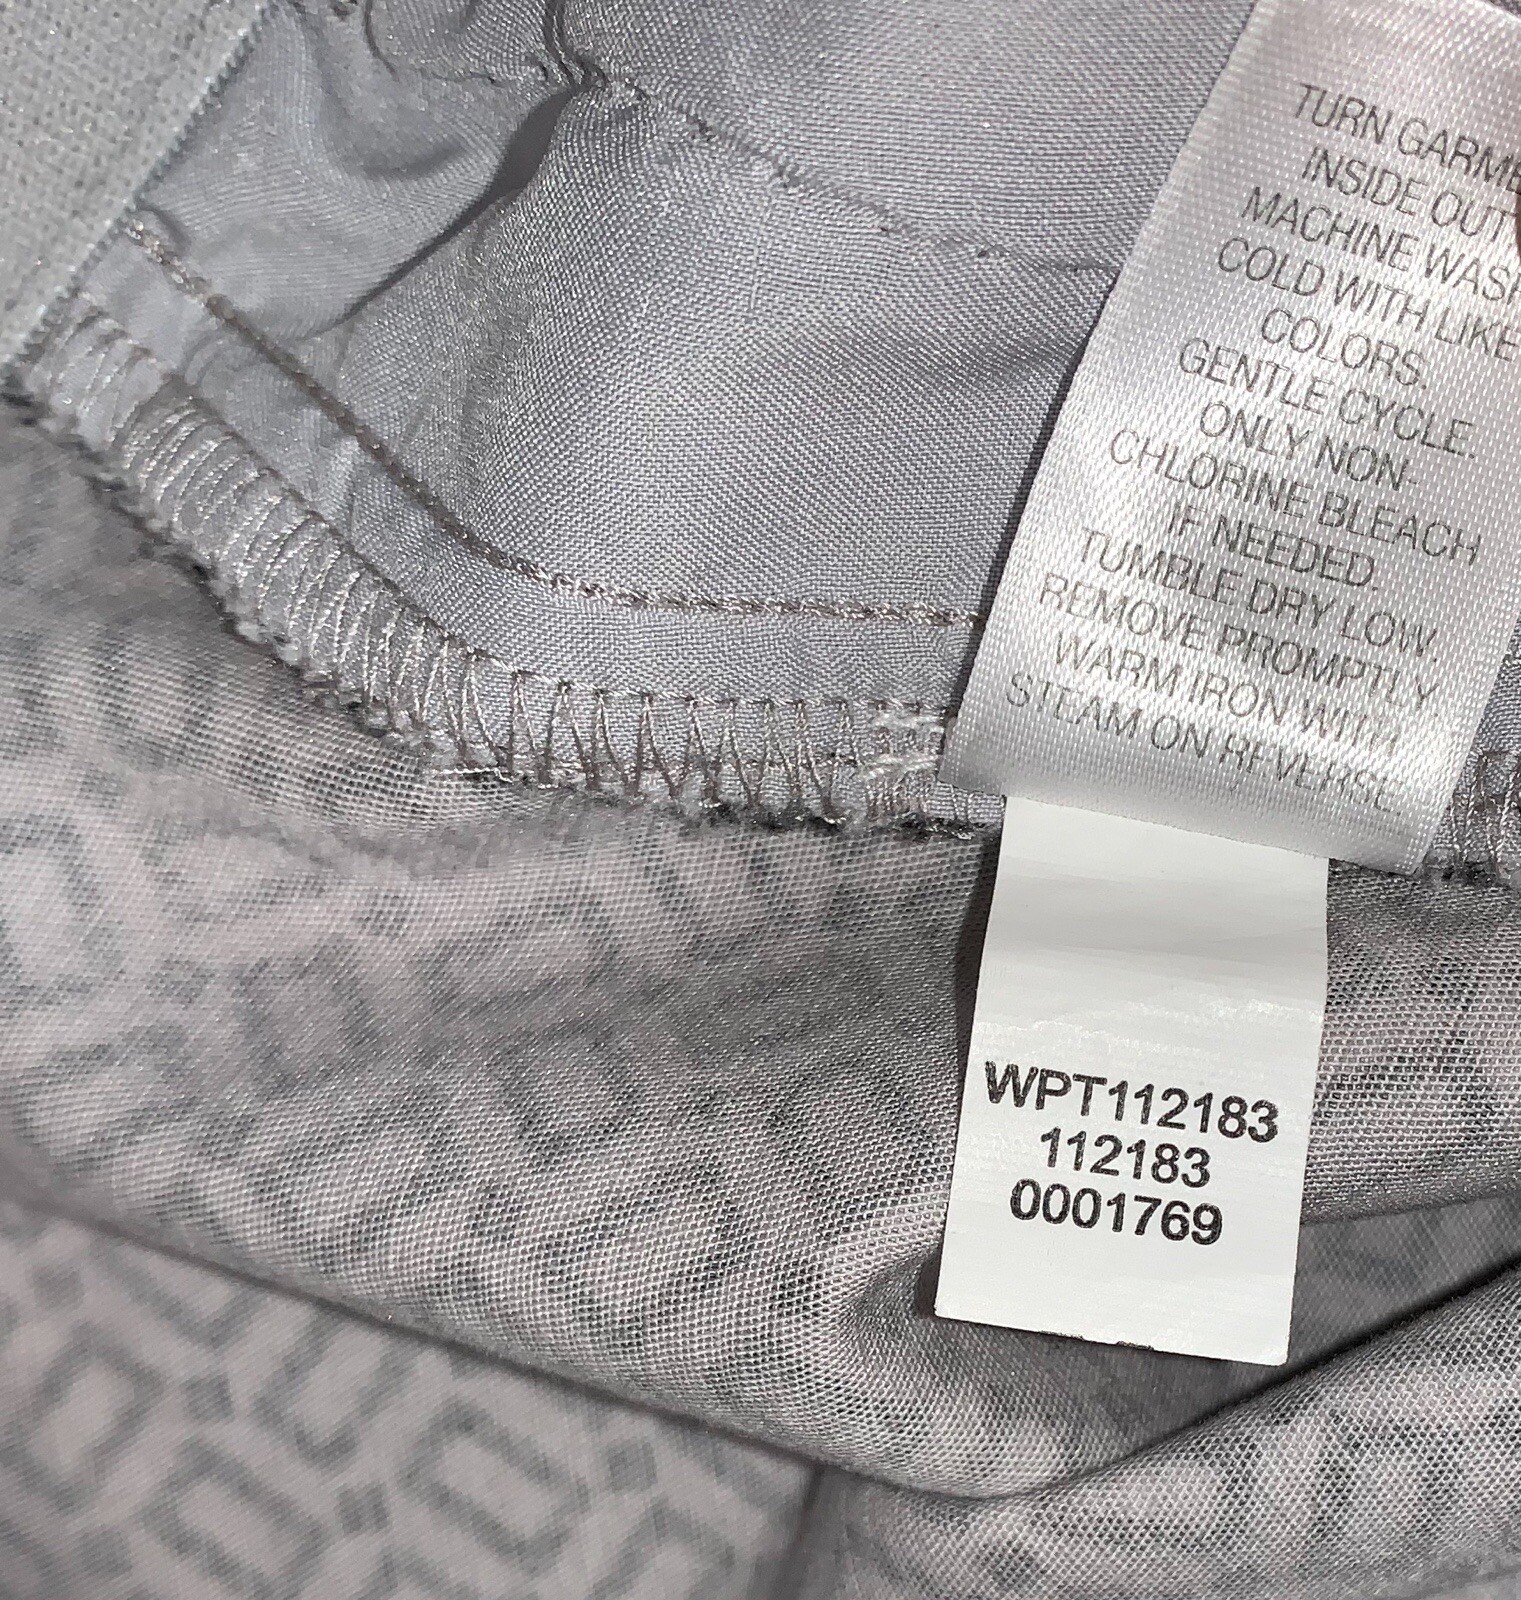 TURN GARME
INSIDE OUT
MACHINE WASH
COLD WITH LIKE
COLORS.
GENTLE CYCLE.
ONLY NON-
CHLORINE BLEACH
IF NEEDED.
TUMBLE DRY LOW.
REMOVE PROMPTLY.
WARM IRON WITH
STEAM ON REVERSE.
WPT112183
112183
0001769